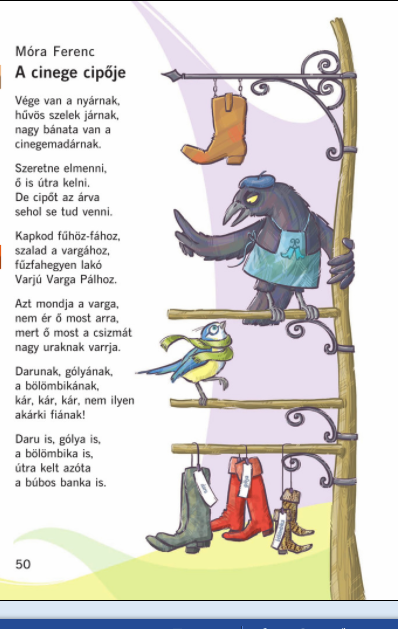 Móra Ferenc
A cinege cipője
Vége van a nyárnak,
hűvös szelek járnak,
nagy bánata van a
cinegemadárnak.
Szeretne elmenni,
ő is útra kelni.
De cipőt az árva
sehol se tud venni.
Kapkod fűhöz-fához,
szalad a vargához,
fűzfahegyen lakó
Varjú Varga Pálhoz.
Azt mondja a varga,
nem ér ő most arra,
mert ő most a csizmát
nagy uraknak varrja.
Darunak, gólyának,
a bölömbikának,
kár, kár, kár, nem ilyen
akárki fiának!
Daru is, gólya is,
a bölömbika is,
útra kelt azóta
a búbos banka is.
50